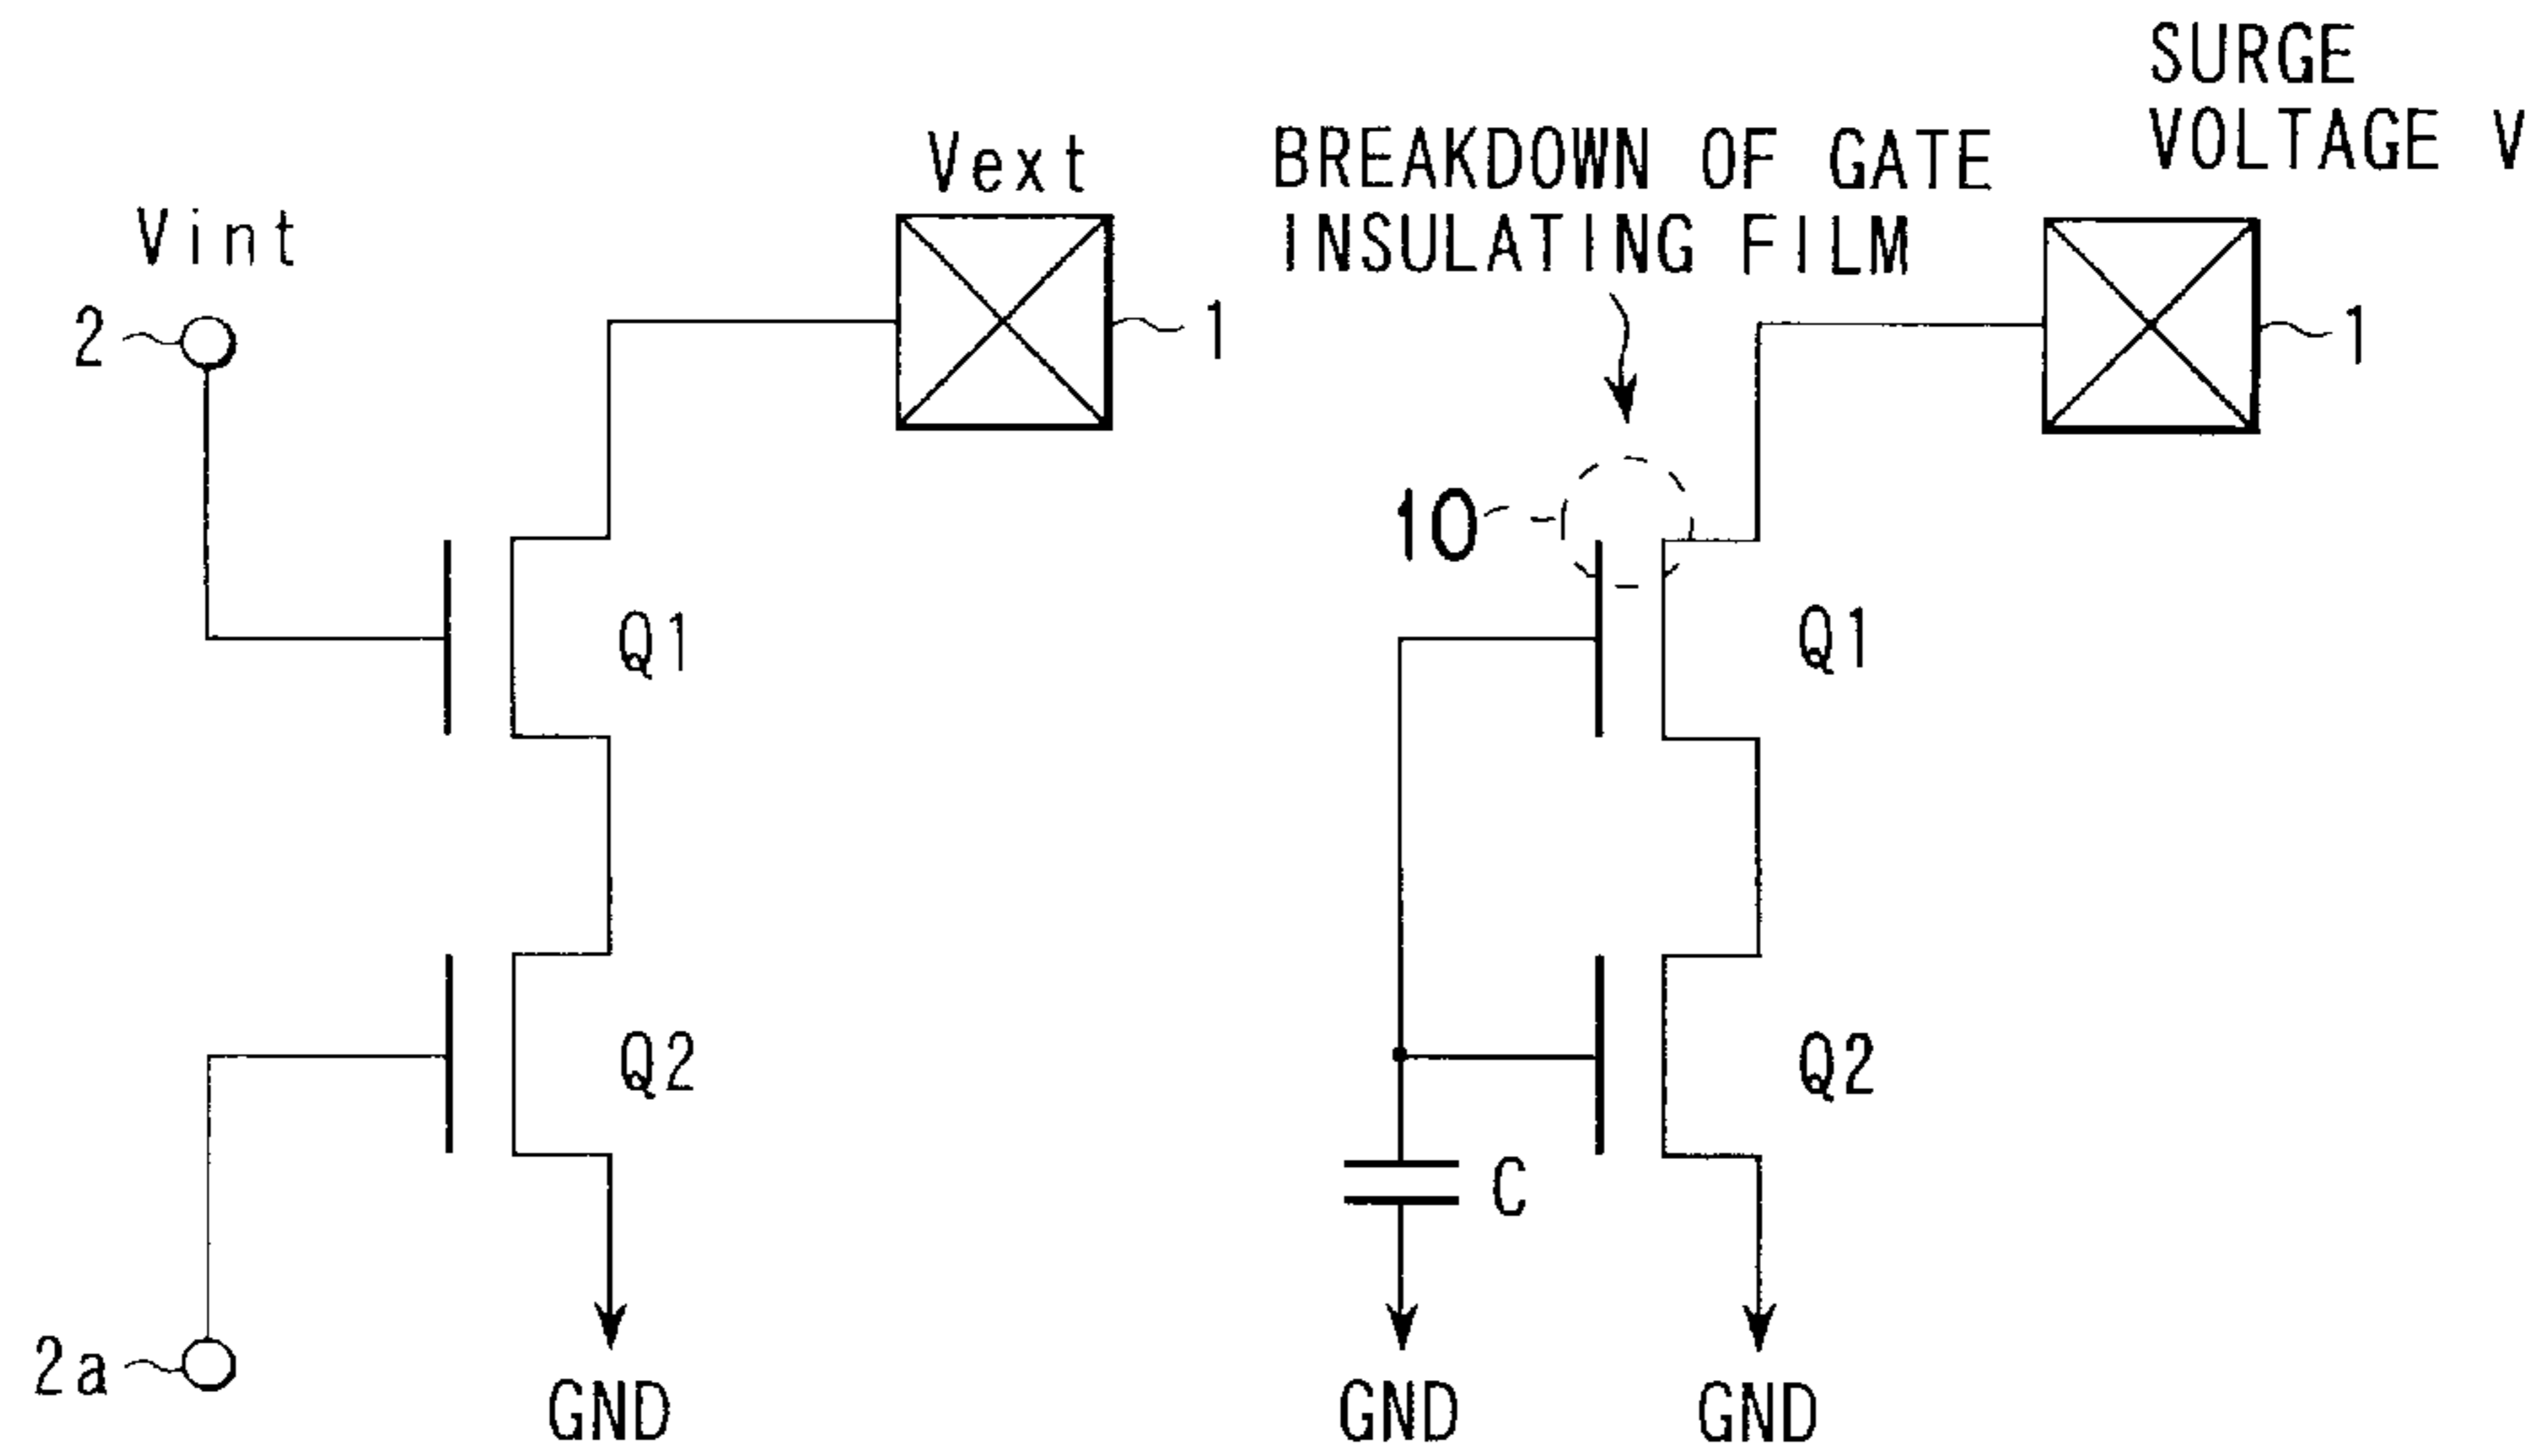 Vint
2
Vext
1
Q1
Q2
2a
GND
BREAKDOWN OF GATE
INSULATING FILM
SURGE
VOLTAGE V
1
10
Q1
Q2
C
GND
GND